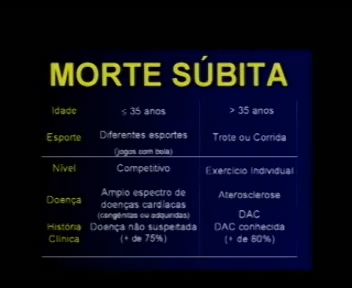 MORTE SÚBITA
Idade ≤ 35 anos > 35 anos
Esporte Diferentes esportes Trote ou Corrida
(jogos com bola)
Nível Competitivo Exercício Individual
Doença Amplo espectro de doenças cardíacas Aterosclerose
(congênitas ou adquiridas) DAC
História Clínica Doença não suspeitada DAC conhecida
(+ de 75%) (+ de 80%)